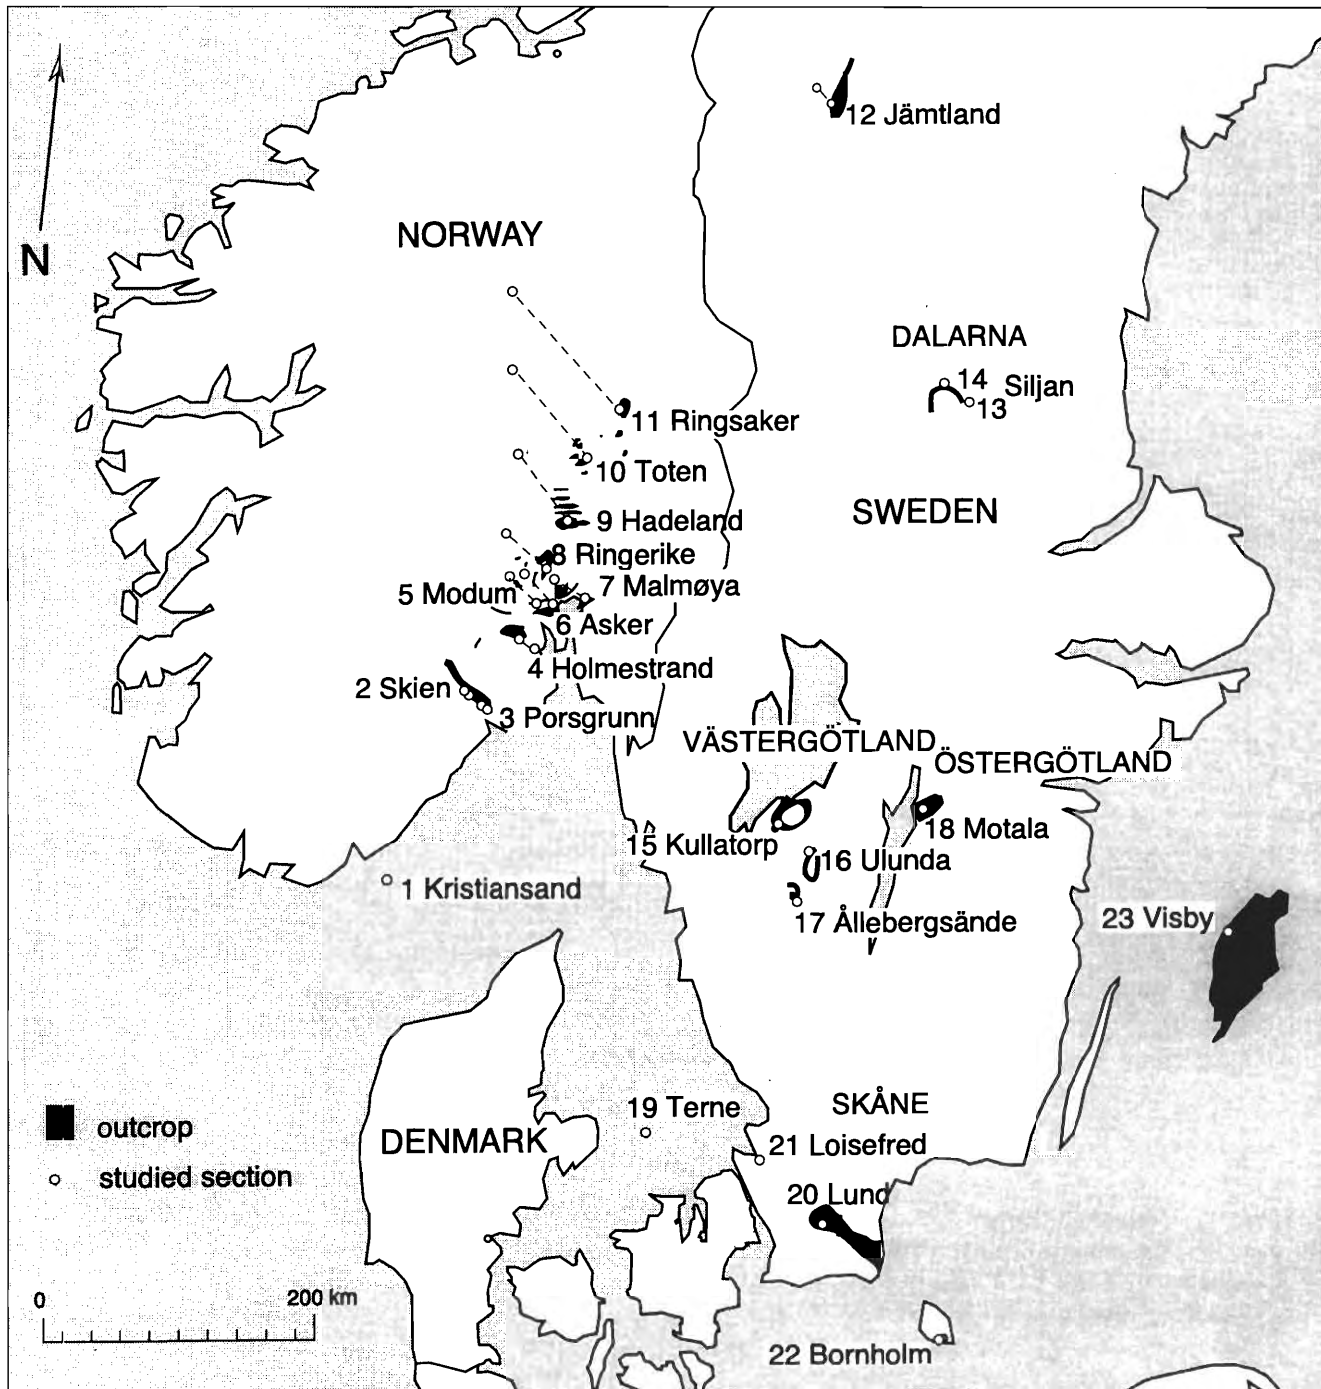 12 Jämtland
NORWAY
N
DALARNA
14
Siljan
13
11 Ringsaker
10 Toten
SWEDEN
9 Hadeland
8 Ringerike
7 Malmøya
5 Modum
6 Asker
4 Holmestrand
2 Skien
3 Porsgrunn
VÄSTERGÖTLAND
ÖSTERGÖTLAND
18 Motala
15 Kullatorp
16 Ulunda
1 Kristiansand
17 Ållebergsände
23 Visby
19 Terne
SKÅNE
outcrop
DENMARK
21 Loisefred
studied section
20 Lund
0
200 km
22 Bornholm